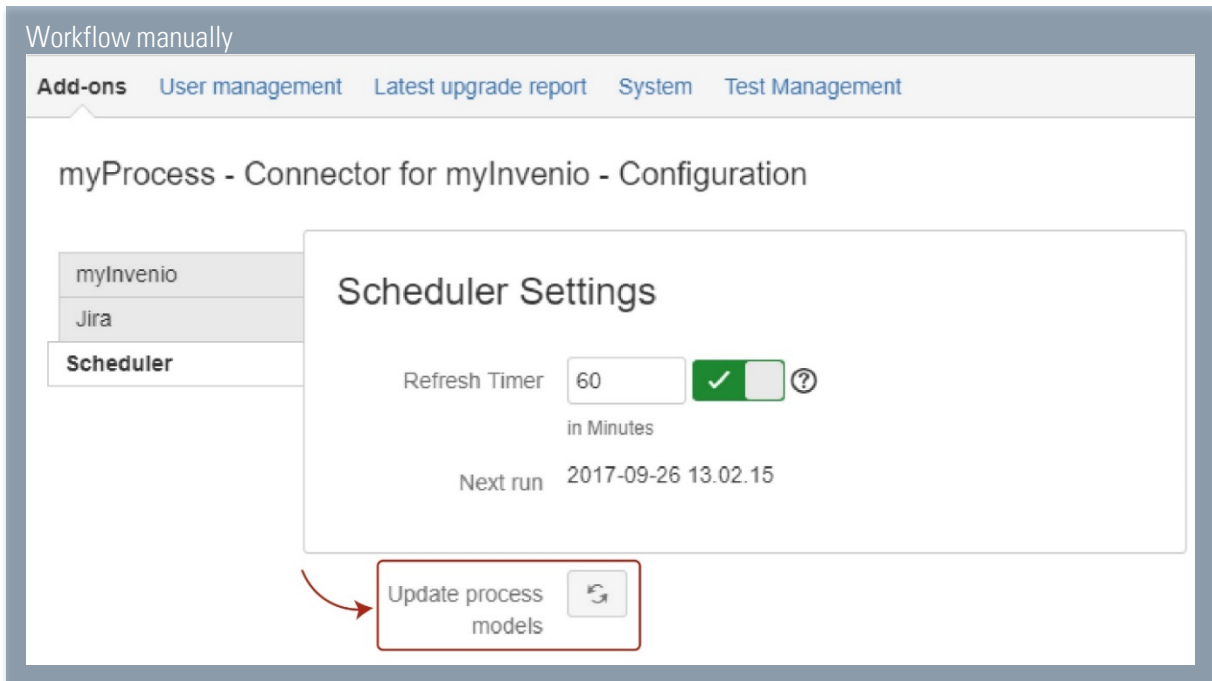 Workflow manually
Add-ons User management Latest upgrade report System Test Management
myProcess - Connector for myInvenio - Configuration
myInvenio
Jira
Scheduler
Scheduler Settings
Refresh Timer 60
in Minutes
Next run 2017-09-26 13.02.15
Update process
models